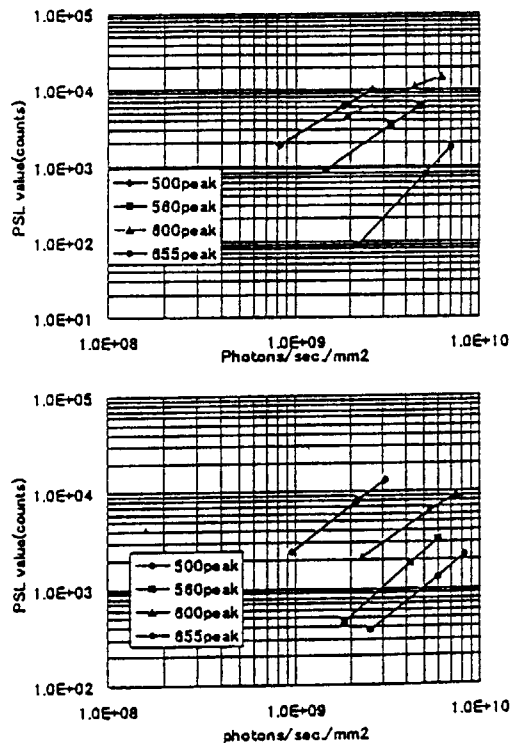 1.0E+05
1.0E+04
1.0E+03
1.0E+02
1.0E+01
PSL value(counts)
500peak
560peak
600peak
655peak
1.0E+08
1.0E+09
1.0E+10
Photons/sec./mm2
1.0E+05
1.0E+04
1.0E+03
1.0E+02
PSL value(counts)
500peak
560peak
600peak
655peak
1.0E+08
1.0E+09
1.0E+10
photons/sec./mm2